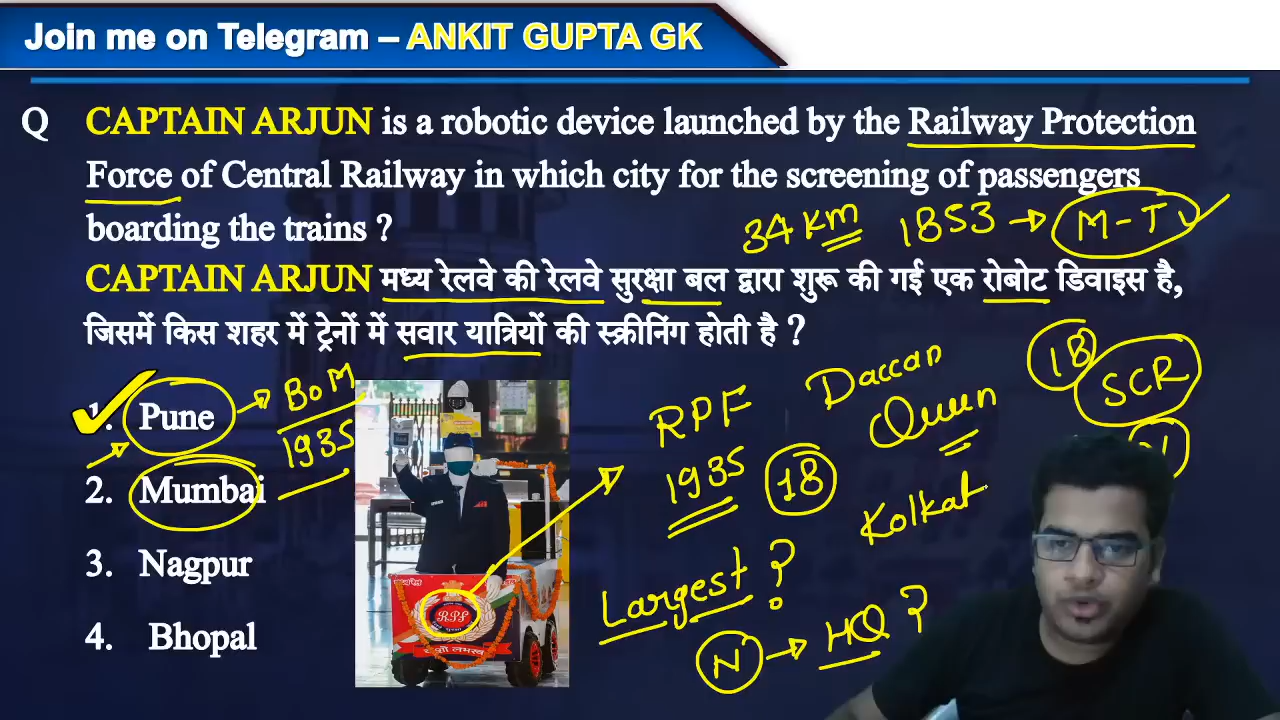 Join me on Telegram – ANKIT GUPTA GK
Q CAPTAIN ARJUN is a robotic device launched by the Railway Protection
Force of Central Railway in which city for the screening of passengers
boarding the trains ?
34 km 1853 → M-T
CAPTAIN ARJUN मध्य रेलवे की रेलवे सुरक्षा बल द्वारा शुरू की गई एक रोबोट डिवाइस है,
जिसमें किस शहर में ट्रेनों में सवार यात्रियों की स्क्रीनिंग होती है ?
1. Pune → BoM
1935
2. Mumbai
3. Nagpur
4. Bhopal
RPF
1935 18
Daccan
Queen
18 SCR
Kolkat
Largest ?
N → HQ ?
RPF